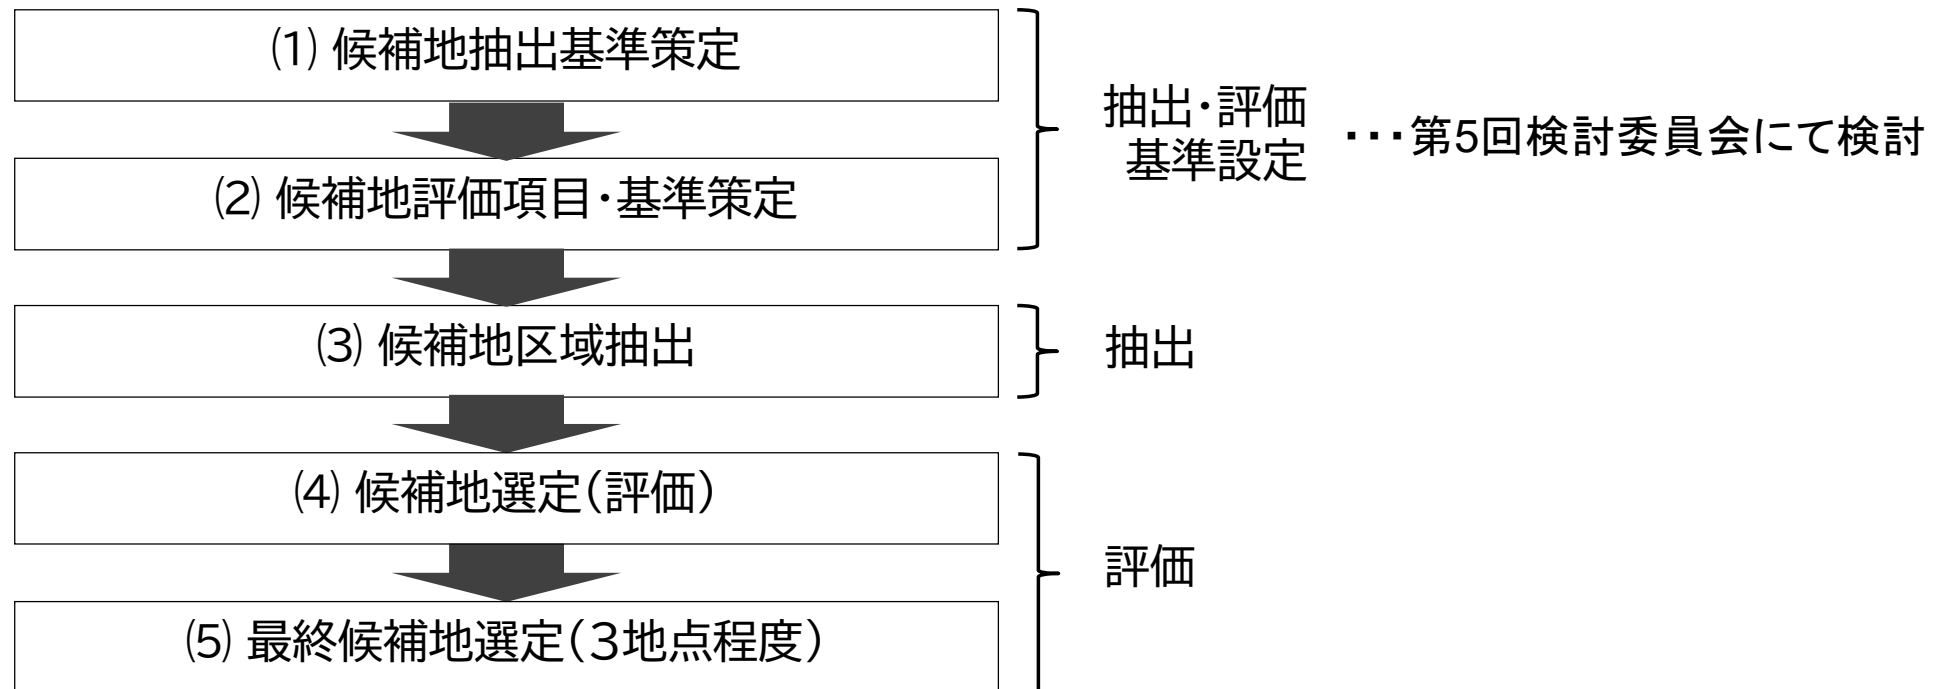 ⑴ 候補地抽出基準策定
⑵ 候補地評価項目・基準策定
抽出・評価
基準設定
・・・第5回検討委員会にて検討
⑶ 候補地区域抽出
抽出
⑷ 候補地選定（評価）
⑸ 最終候補地選定（３地点程度）
評価